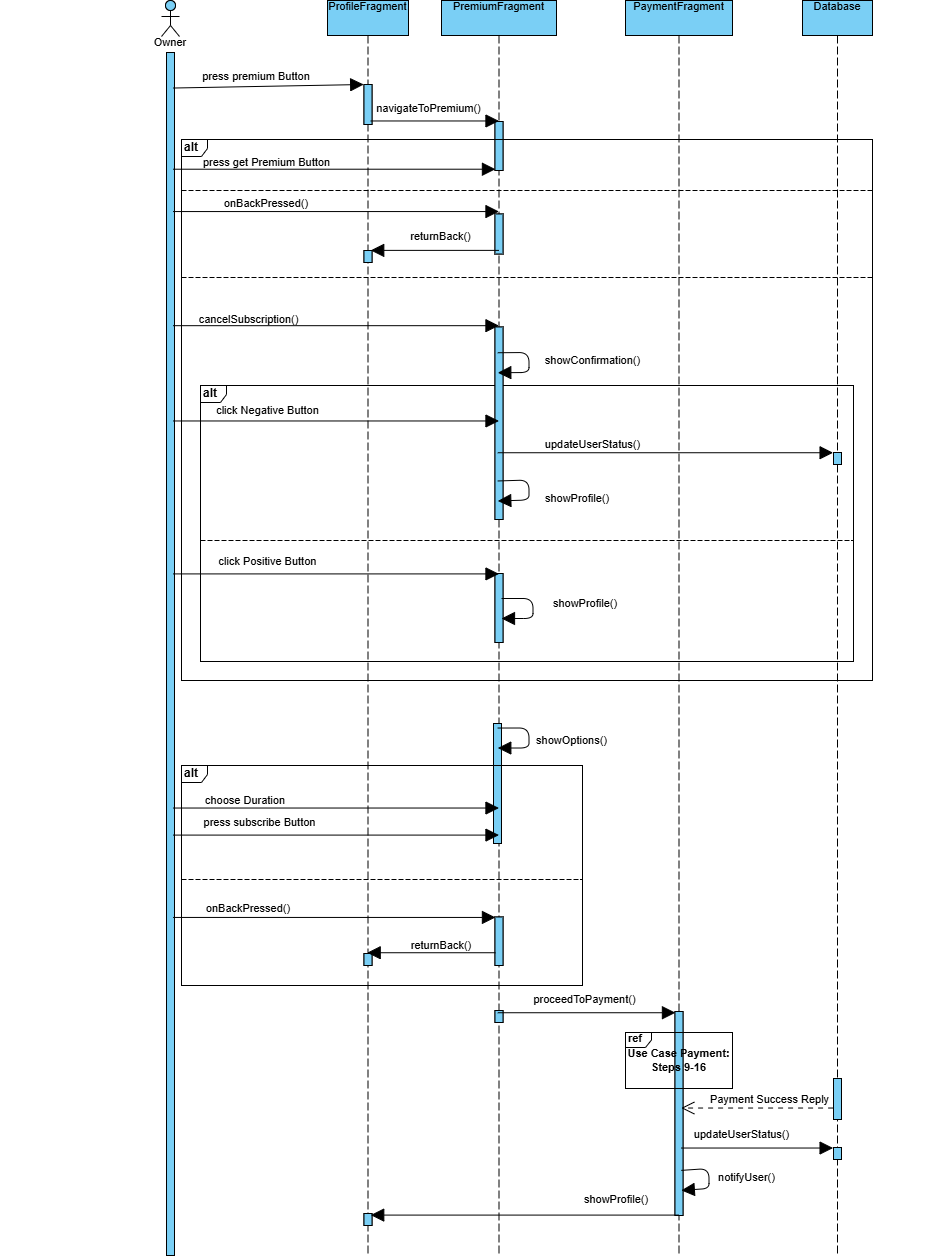 ProfileFragment
PremiumFragment
PaymentFragment
Database
Owner
press premium Button
navigateToPremium()
alt
press get Premium Button
onBackPressed()
returnBack()
cancelSubscription()
showConfirmation()
alt
click Negative Button
updateUserStatus()
showProfile()
click Positive Button
showProfile()
showOptions()
alt
choose Duration
press subscribe Button
onBackPressed()
returnBack()
proceedToPayment()
ref
Use Case Payment:
Steps 9-16
Payment Success Reply
updateUserStatus()
notifyUser()
showProfile()